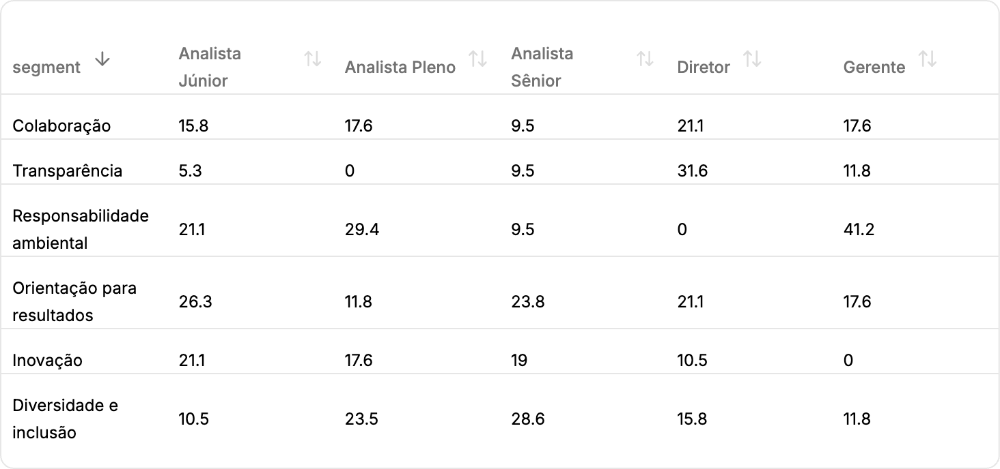 segment Analista Júnior Analista Pleno Analista Sênior Diretor Gerente
Colaboração 15.8 17.6 9.5 21.1 17.6
Transparência 5.3 0 9.5 31.6 11.8
Responsabilidade ambiental 21.1 29.4 9.5 0 41.2
Orientação para resultados 26.3 11.8 23.8 21.1 17.6
Inovação 21.1 17.6 19 10.5 0
Diversidade e inclusão 10.5 23.5 28.6 15.8 11.8